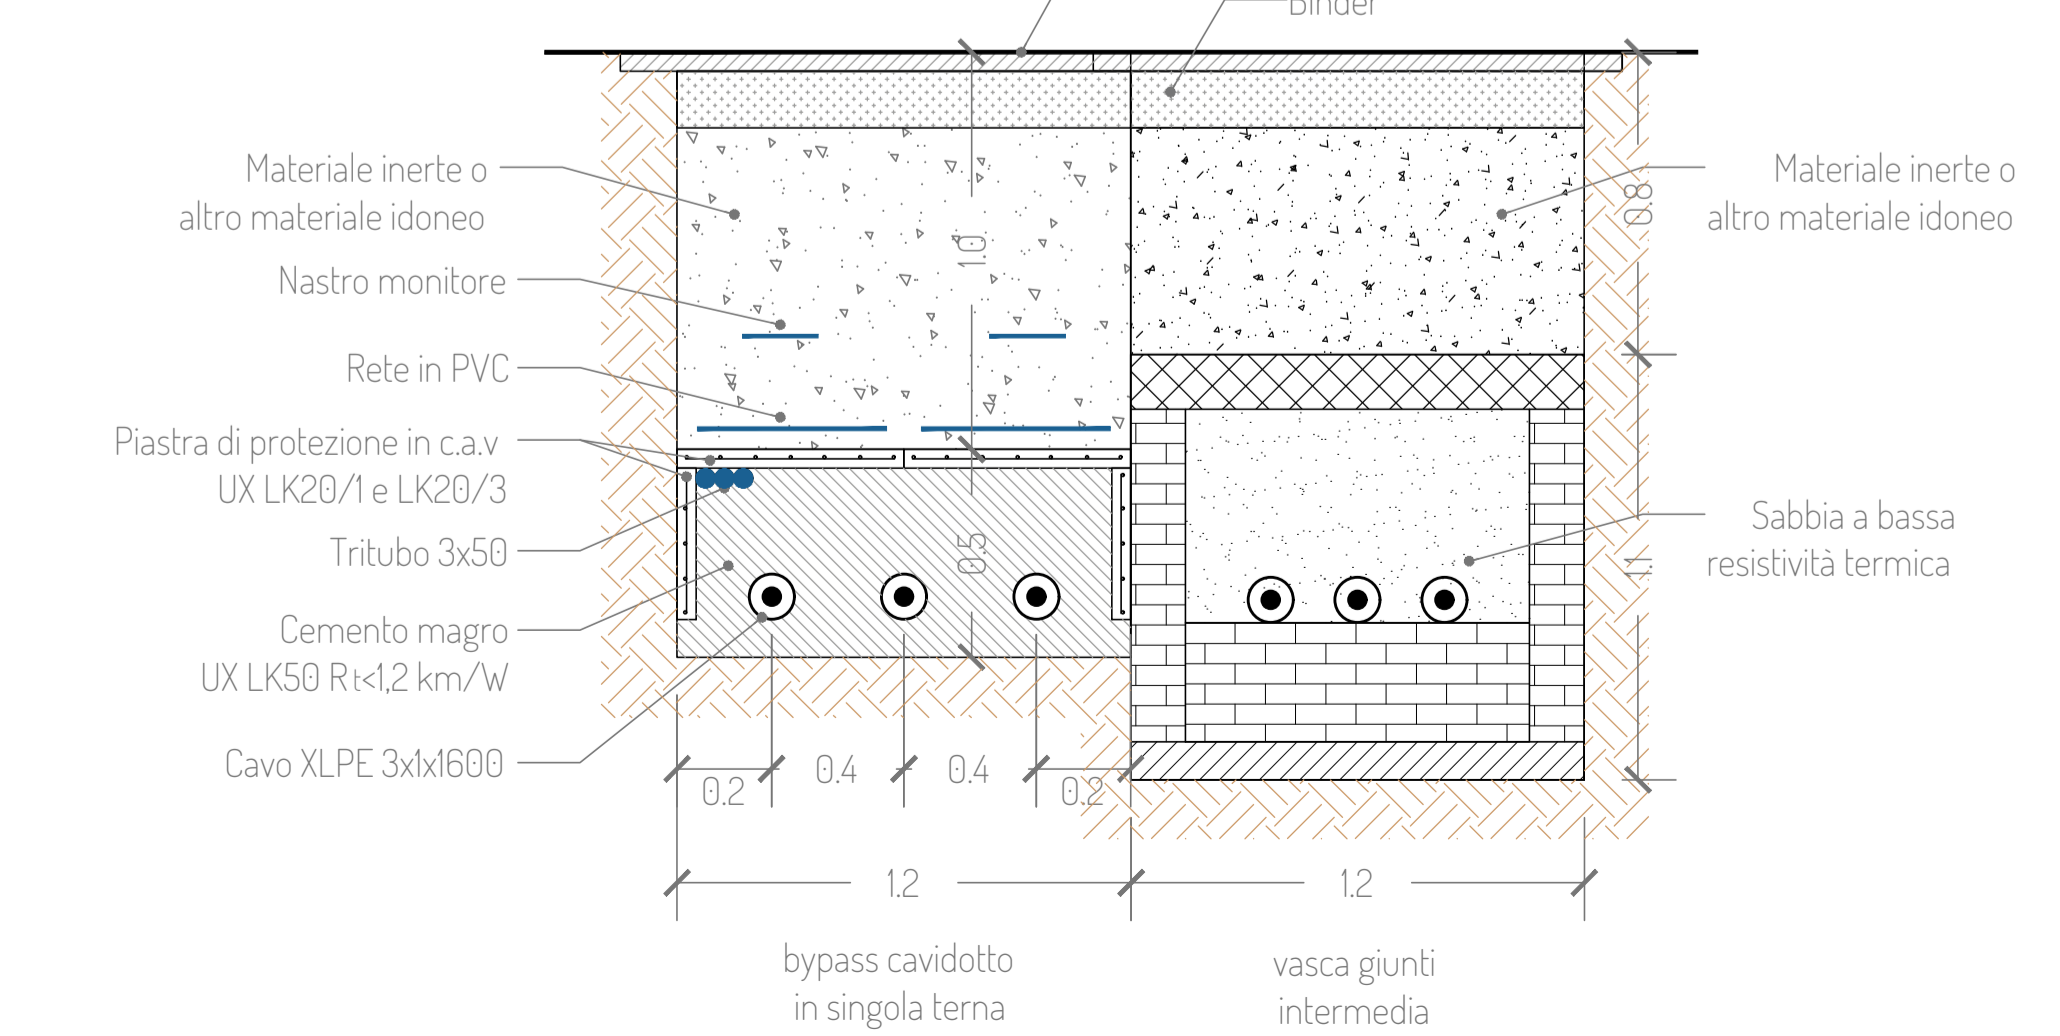 Binder
Materiale inerte o
altro materiale idoneo
Nastro monitore
Rete in PVC
Piastra di protezione in c.a.v
UX LK20/1 e LK20/3
Tritubo 3x50
Cemento magro
UX LK50 Rt<1,2 km/W
Cavo XLPE 3x1x1600
1.0
0.5
0.8
1.1
Materiale inerte o
altro materiale idoneo
Sabbia a bassa
resistività termica
0.2
0.4
0.4
0.2
1.2
1.2
bypass cavidotto
in singola terna
vasca giunti
intermedia